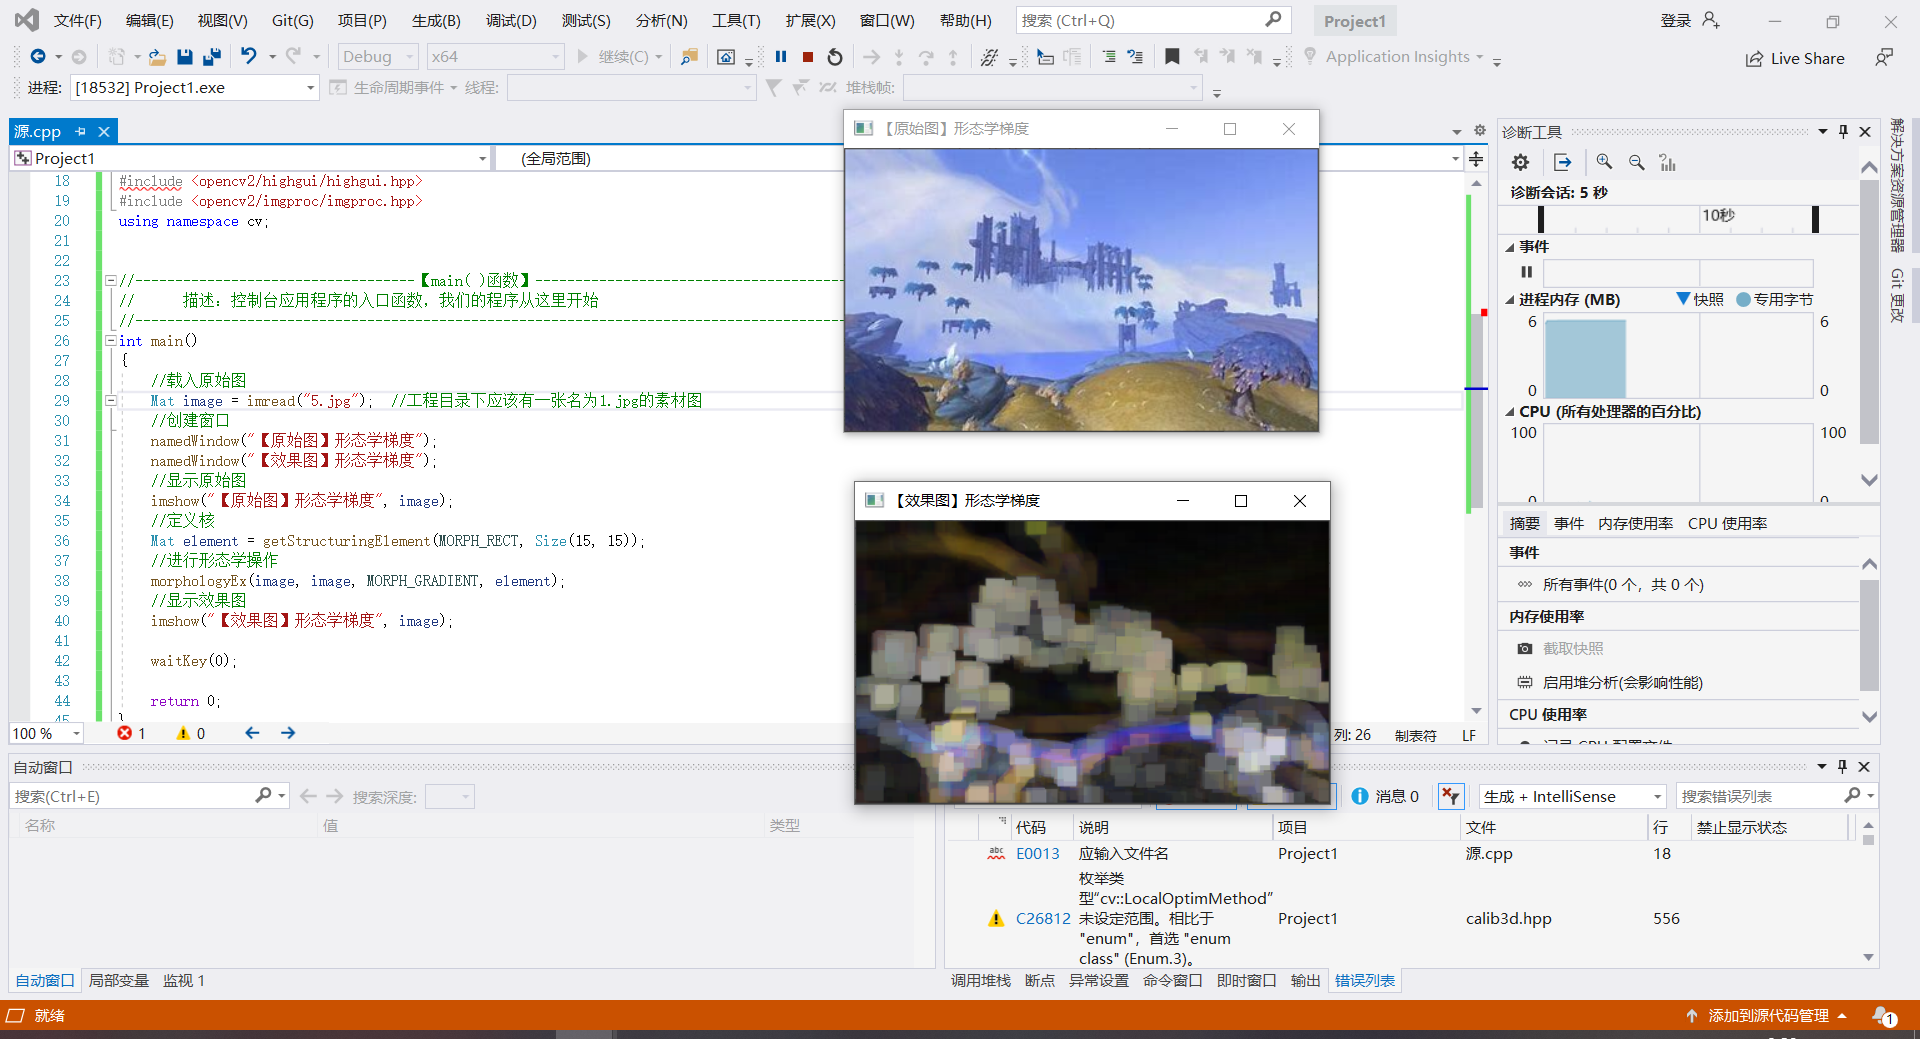 文件(F) 编辑(E) 视图(V) Git(G) 项目(P) 生成(B) 调试(D) 测试(S) 分析(N) 工具(T) 扩展(X) 窗口(W) 帮助(H) 搜索 (Ctrl+Q) Project1 登录
Debug x64 继续(C) Application Insights Live Share
进程: [18532] Project1.exe 生命周期事件 线程: 堆栈帧:
源.cpp
Project1 (全局范围)
18 #include <opencv2/highgui/highgui.hpp>
19 #include <opencv2/imgproc/imgproc.hpp>
20 using namespace cv;
21
22
23 //-----------------------------------【main( )函数】--------------------------------------------
24 // 描述：控制台应用程序的入口函数，我们的程序从这里开始
25 //-----------------------------------------------------------------------------------------------
26 int main()
27 {
28 //载入原始图
29 Mat image = imread("5.jpg"); //工程目录下应该有一张名为1.jpg的素材图
30 //创建窗口
31 namedWindow("【原始图】形态学梯度");
32 namedWindow("【效果图】形态学梯度");
33 //显示原始图
34 imshow("【原始图】形态学梯度", image);
35 //定义核
36 Mat element = getStructuringElement(MORPH_RECT, Size(15, 15));
37 //进行形态学操作
38 morphologyEx(image, image, MORPH_GRADIENT, element);
39 //显示效果图
40 imshow("【效果图】形态学梯度", image);
41
42 waitKey(0);
43
44 return 0;
45 }
100 % 1 0 列: 26 制表符 LF
【原始图】形态学梯度
【效果图】形态学梯度
诊断工具
诊断会话: 5 秒
10秒
事件
进程内存 (MB) 快照 专用字节
6 6
0 0
CPU (所有处理器的百分比)
100 100
0 0
摘要 事件 内存使用率 CPU 使用率
事件
所有事件(0 个，共 0 个)
内存使用率
截取快照
启用堆分析(会影响性能)
CPU 使用率
记录 CPU 配置文件
解决方案资源管理器
Git 更改
自动窗口
搜索(Ctrl+E) 搜索深度:
名称 值 类型
自动窗口 局部变量 监视 1
消息 0 生成 + IntelliSense 搜索错误列表
代码 说明 项目 文件 行 禁止显示状态
abc E0013 应输入文件名 Project1 源.cpp 18
枚举类
型“cv::LocalOptimMethod”
C26812 未设定范围。相比于 Project1 calib3d.hpp 556
"enum"，首选 "enum
class" (Enum.3)。
调用堆栈 断点 异常设置 命令窗口 即时窗口 输出 错误列表
就绪 添加到源代码管理 1